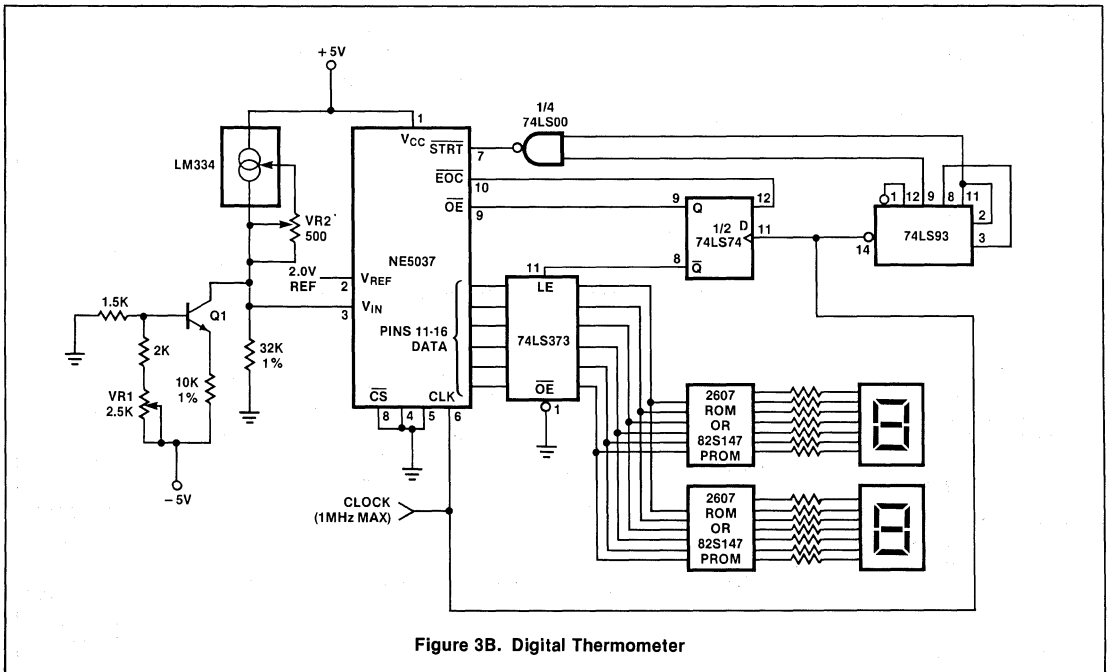 +5V
1/4
74LS00
1
VCC
STRT
7
LM334
EOC
10
12
OE
9
9
Q
1
12
9
8
11
VR2
500
1/2
D
74LS74
11
2
3
74LS93
14
NE5037
8
Q
2.0V
REF
VREF
2
11
LE
1.5K
Q1
VIN
3
PINS 11-16
DATA
74LS373
2K
32K
1%
10K
1%
VR1
2.5K
CS
CLK
OE
8
4
5
6
1
2607
ROM
OR
82S147
PROM
-5V
CLOCK
(1MHz MAX)
2607
ROM
OR
82S147
PROM
Figure 3B. Digital Thermometer